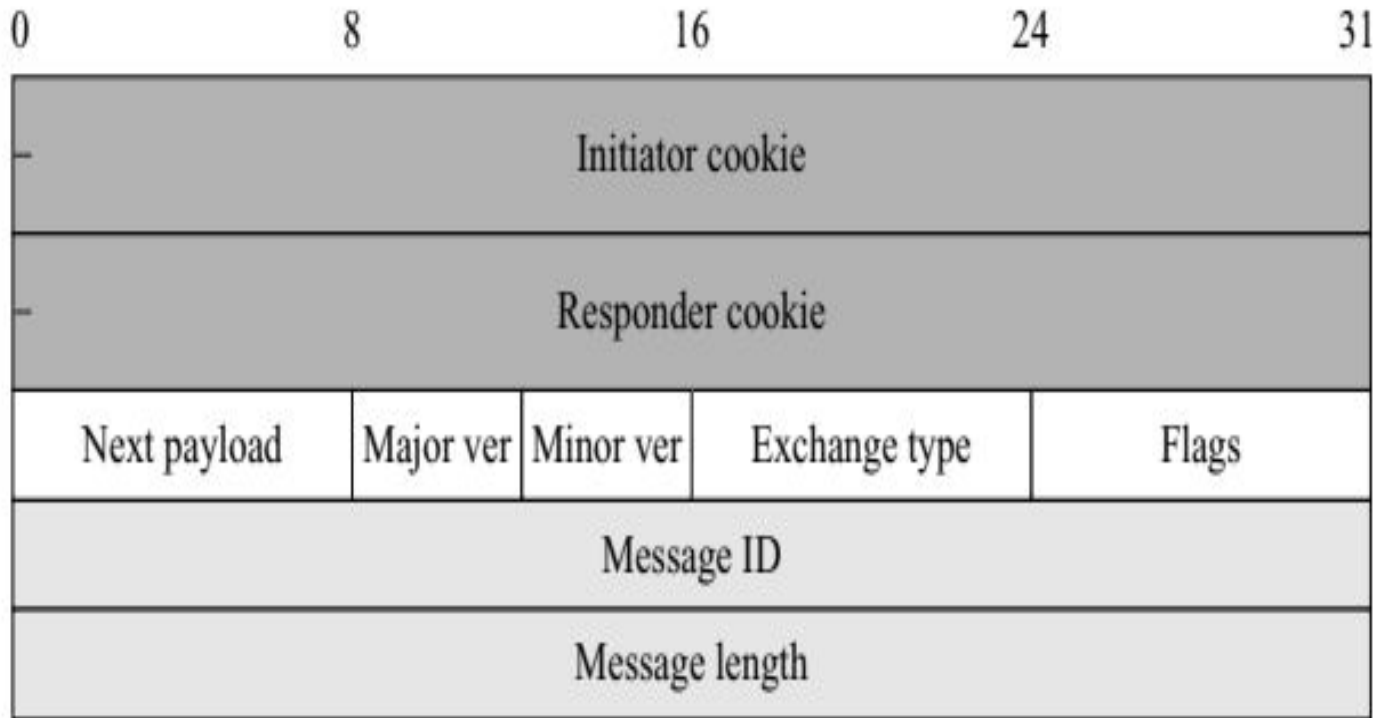 0 8 16 24 31
Initiator cookie
Responder cookie
Next payload Major ver Minor ver Exchange type Flags
Message ID
Message length